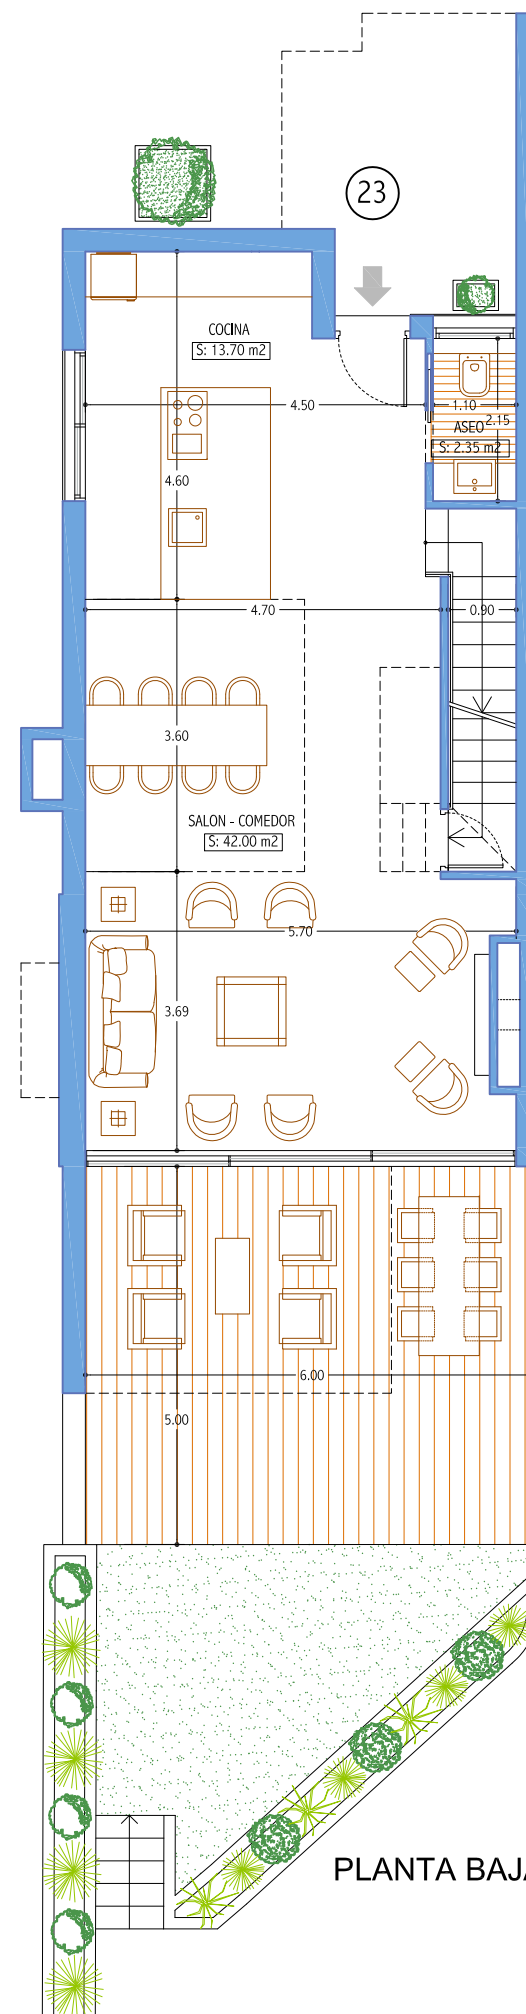 23
COCINA
S: 13.70 m2
4.50
1.10
2.15
ASEO
S: 2.35 m2
4.60
4.70
0.90
3.60
SALON - COMEDOR
S: 42.00 m2
5.70
3.69
6.00
5.00
PLANTA BAJA